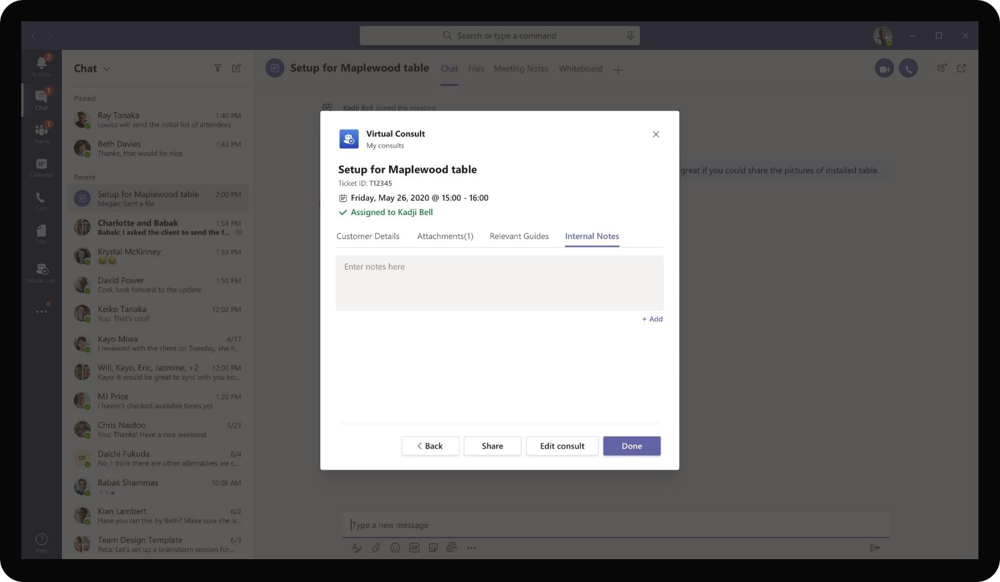 Search or type a command
2
Activity
1
Chat
1
Teams
Calendar
Calls
Files
Virtual Con.
Help
Chat
Pinned
Ray Tanaka 1:40 PM
Louisa will send the initial list of attendees
Beth Davies 1:43 PM
Thanks, that would be nice.
Recent
Setup for Maplewood table 2:00 PM
Megan: Sent a file
Charlotte and Babak 1:58 PM
Babak: I asked the client to send the f... @
Krystal McKinney 1:55 PM
😂😂
David Power 1:50 PM
Cool, look forward to the update
Keiko Tanaka 12:02 PM
You: That's cool!
Kayo Miwa 4/17
I reviewed with the client on Tuesday, she h...
Will, Kayo, Eric, Jazmine, +2 12:00 PM
Kayo: It would be great to sync with you bo...
MJ Price 1:20 PM
I haven't checked available times yet
Chris Naidoo 5/23
You: Thanks! Have a nice weekend
DF
Daichi Fukuda 6/4
No, I think there are other alternatives we c...
Babak Shammas 10:08 AM
Kian Lambert 6/2
Have you ran this by Beth? Make sure she is...
Team Design Template 6/3
Reta: Let's set up a brainstorm session for...
Setup for Maplewood table Chat Files Meeting Notes Whiteboard +
Kadji Bell joined the meeting
great if you could share the pictures of installed table.
Virtual Consult
My consults
Setup for Maplewood table
Ticket ID: T12345
Friday, May 26, 2020 @ 15:00 - 16:00
Assigned to Kadji Bell
Customer Details Attachments(1) Relevant Guides Internal Notes
Enter notes here
+ Add
Back Share Edit consult Done
Type a new message
GIF